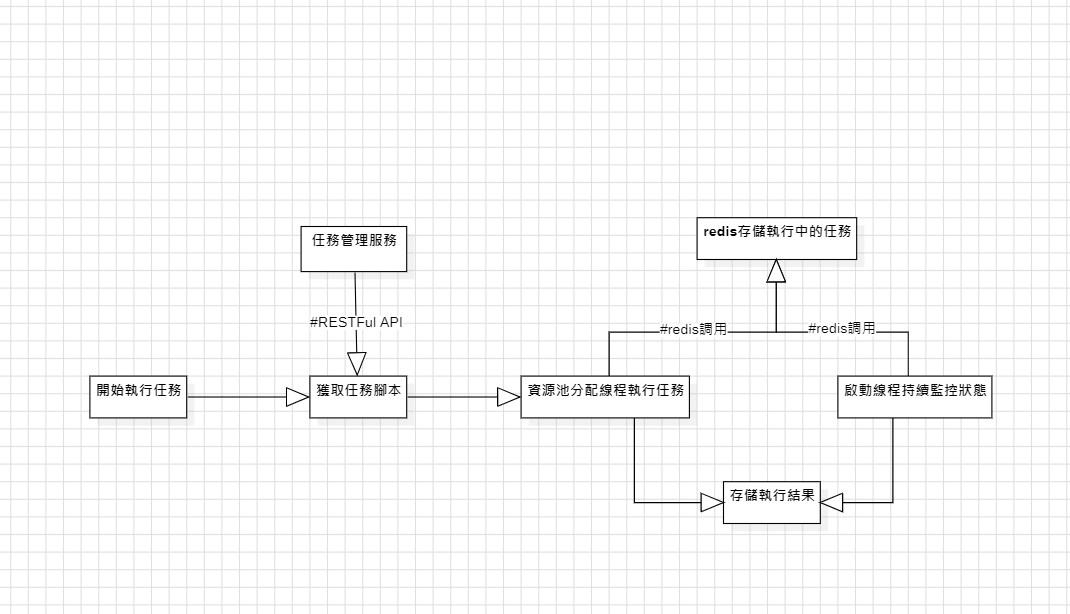 任務管理服務
redis存儲執行中的任務
#RESTFul API
#redis調用
#redis調用
開始執行任務
獲取任務腳本
資源池分配線程執行任務
啟動線程持續監控狀態
存儲執行結果